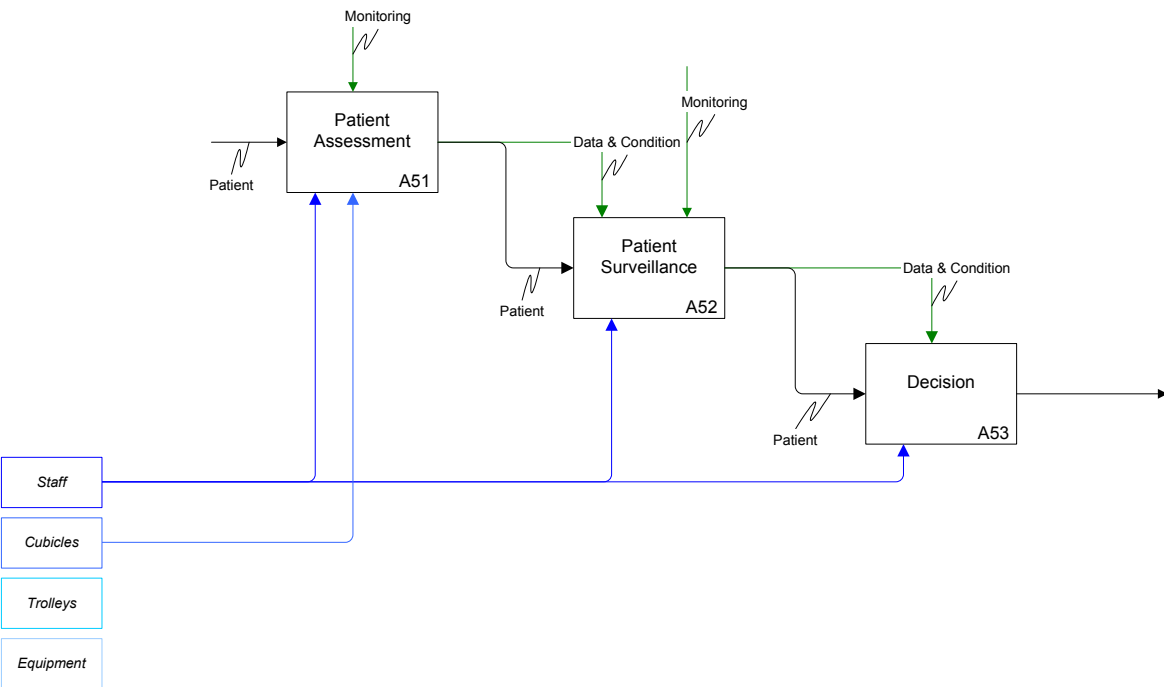 Monitoring
Patient
Assessment
A51
Patient
Data & Condition
Monitoring
Patient
Surveillance
A52
Patient
Data & Condition
Decision
A53
Patient
Staff
Cubicles
Trolleys
Equipment